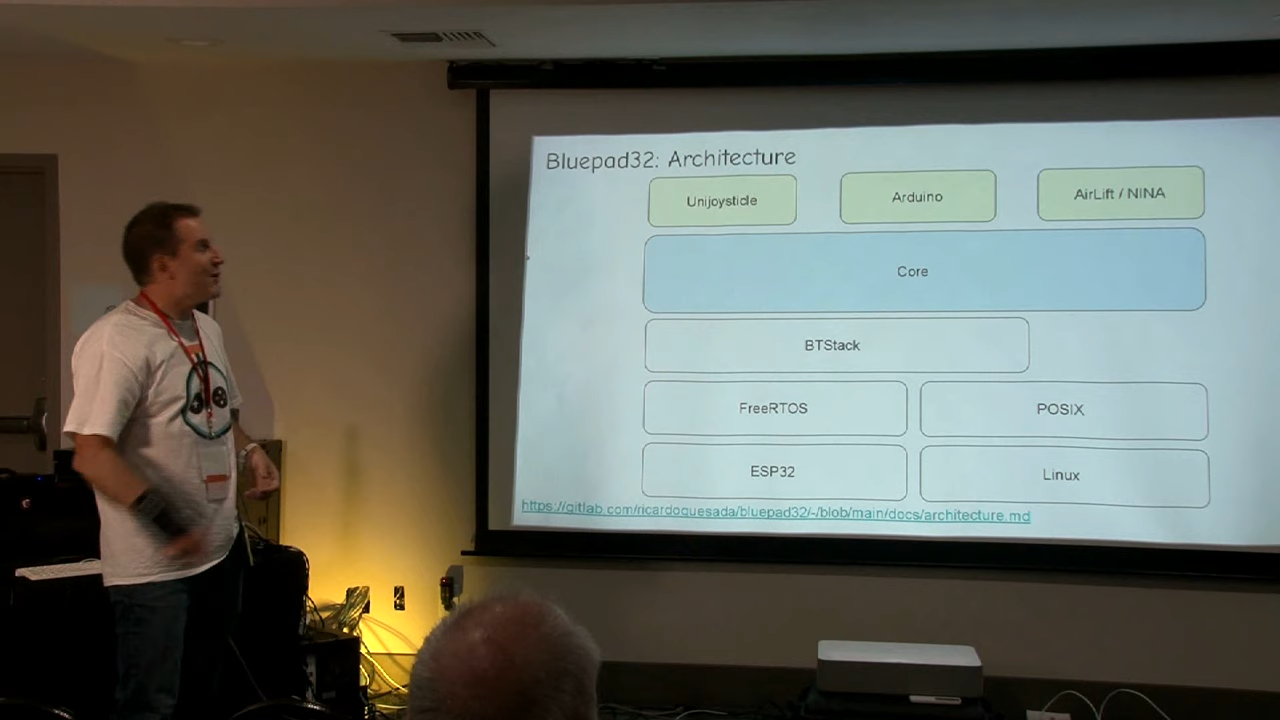 Bluepad32: Architecture
Unijoysticle
Arduino
AirLift / NINA
Core
BTStack
FreeRTOS
POSIX
ESP32
Linux
https://gitlab.com/ricardoquesada/bluepad32/-/blob/main/docs/architecture.md